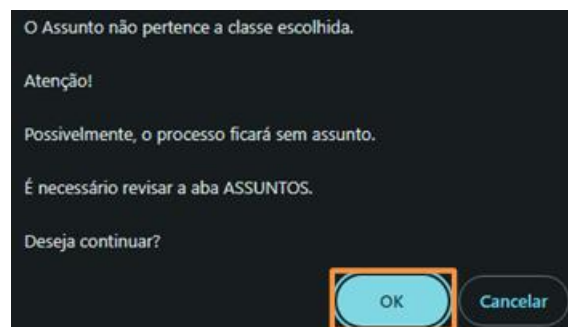 O Assunto não pertence a classe escolhida.
Atenção!
Possivelmente, o processo ficará sem assunto.
É necessário revisar a aba ASSUNTOS.
Deseja continuar?
OK Cancelar